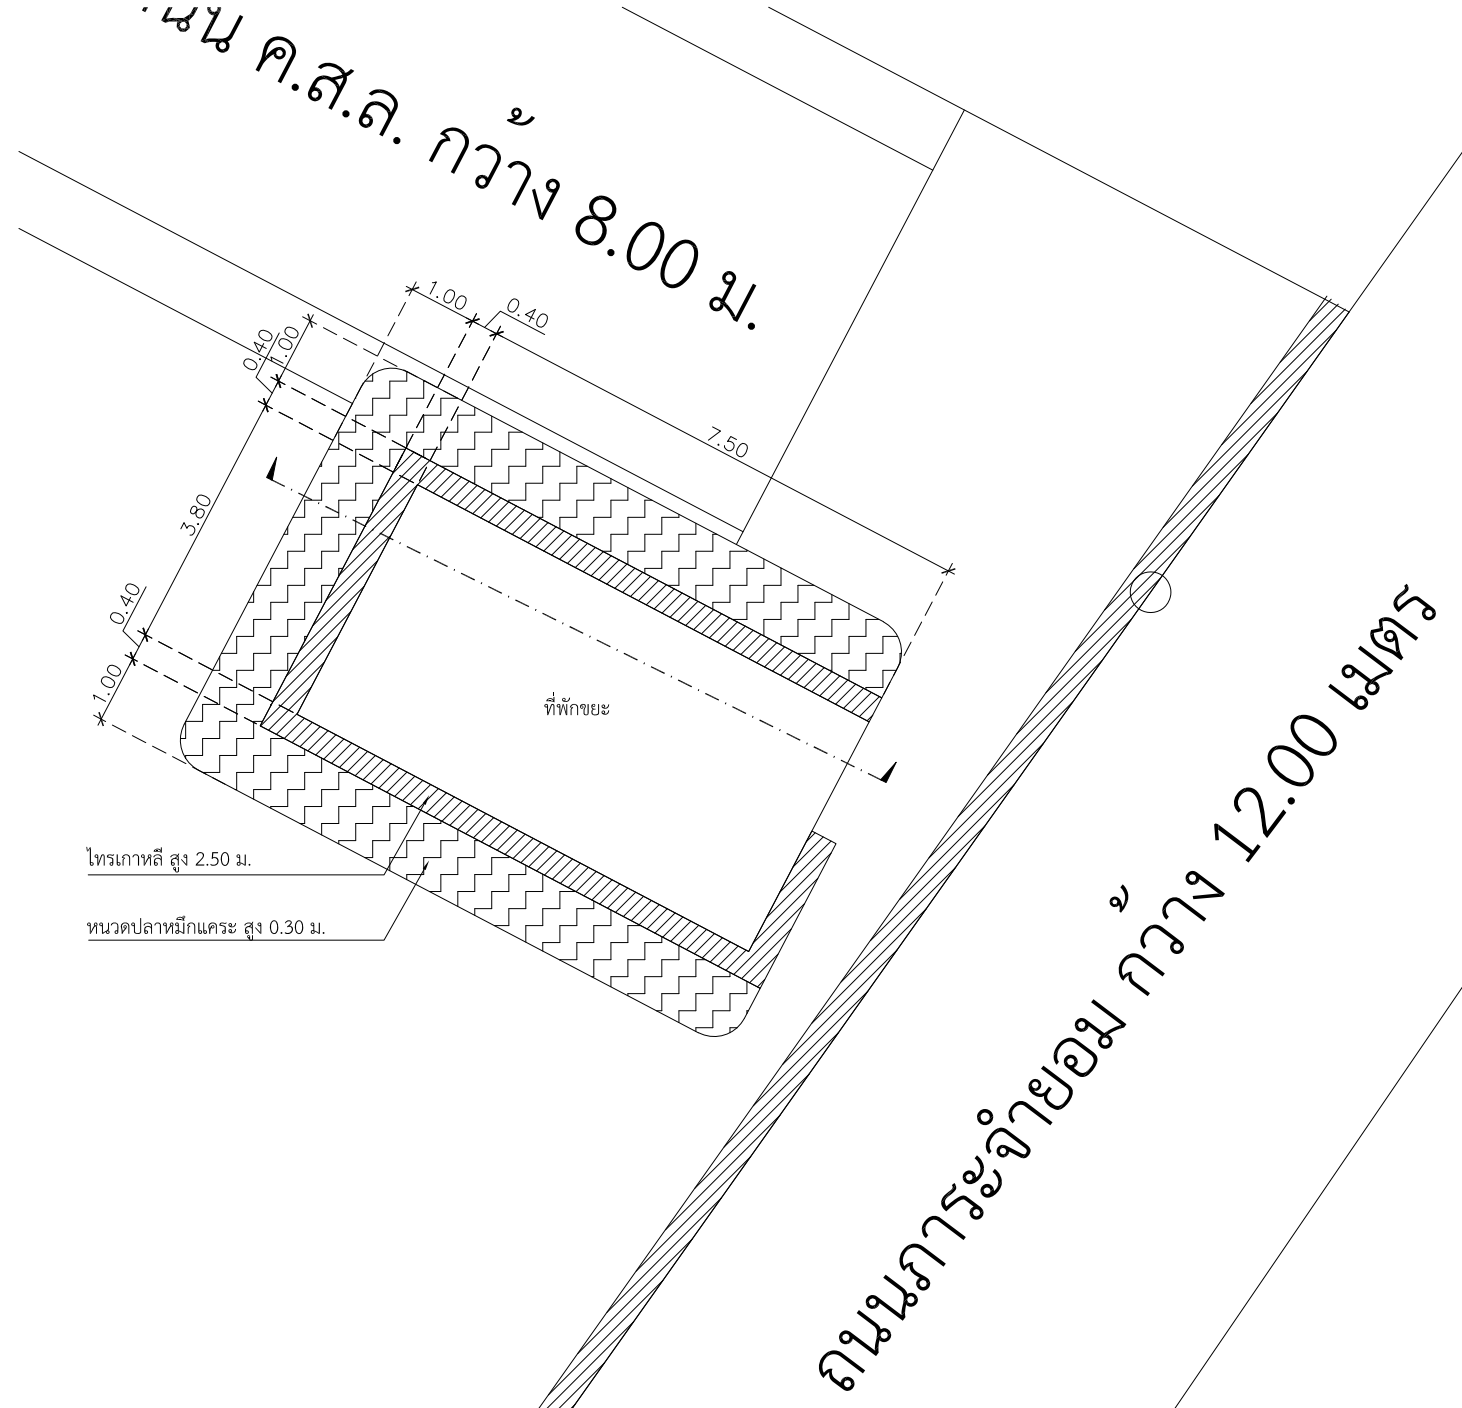 ค.ส.ล. กว้าง 8.00 ม.
1.00
0.40
0.40
1.00
7.50
3.80
0.40
1.00
ที่พักขยะ
ไทรเกาหลี สูง 2.50 ม.
หนวดปลาหมึกแคระ สูง 0.30 ม.
ถนนภาระจำยอม กว้าง 12.00 เมตร